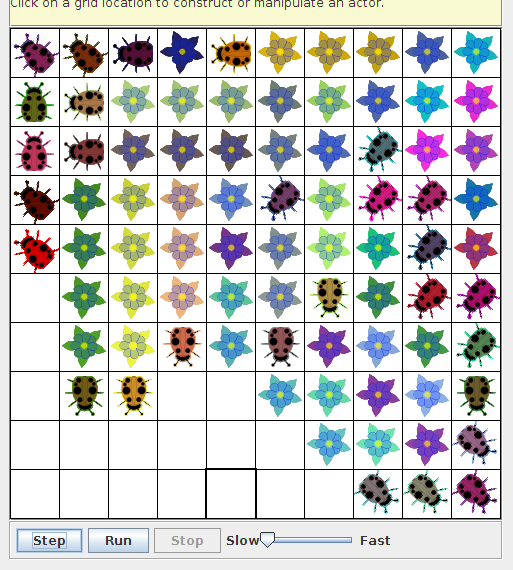 Click on a grid location to construct or manipulate an actor.
Step Run Stop Slow Fast